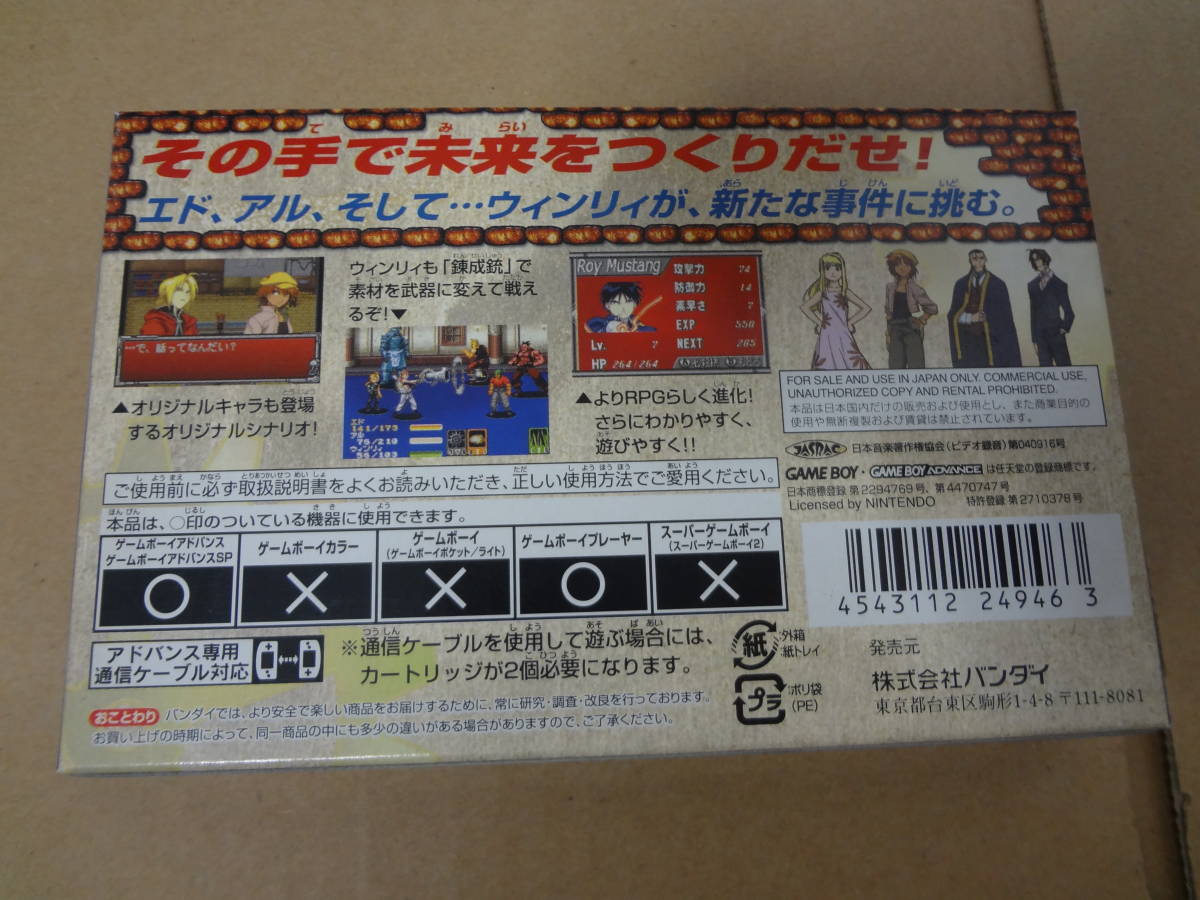 その手で未来をつくりだせ!
エド、アル、そして…ウィンリィが、新たな事件に挑む。
…で、話ってなんだい?
▲オリジナルキャラも登場
するオリジナルシナリオ!
ウィンリィも「錬成銃」で
素材を武器に変えて戦え
るぞ!▼
エド
141/173
アル
75/210
ウィンリィ
Roy Mustang
攻撃力 74
防御力 14
素早さ 7
EXP 550
Lv. 7 NEXT 205
HP 264/264
▲よりRPGらしく進化!
さらにわかりやすく、
遊びやすく!!
FOR SALE AND USE IN JAPAN ONLY. COMMERCIAL USE,
UNAUTHORIZED COPY AND RENTAL PROHIBITED.
本品は日本国内だけの販売および使用とし、また商業目的の
使用や無断複製および賃貸は禁止されています。
JASRAC 日本音楽著作権協会(ビデオ録音)第040916号
GAME BOY・GAME BOY ADVANCE は任天堂の登録商標です。
日本商標登録 第2294769号、第4470747号
Licensed by NINTENDO 特許登録 第2710378号
ご使用前に必ず取扱説明書をよくお読みいただき、正しい使用方法でご愛用ください。
本品は、○印のついている機器に使用できます。
ゲームボーイアドバンス
ゲームボーイアドバンスSP
ゲームボーイカラー
ゲームボーイ
(ゲームボーイポケット/ライト)
ゲームボーイプレーヤー
スーパーゲームボーイ
(スーパーゲームボーイ2)
○ × × ○ ×
4543112 24946 3
アドバンス専用
通信ケーブル対応
※通信ケーブルを使用して遊ぶ場合には、
カートリッジが2個必要になります。
紙 :外箱
:紙トレイ
プラ :ポリ袋
(PE)
発売元
株式会社バンダイ
東京都台東区駒形1-4-8 〒111-8081
おことわり バンダイでは、より安全で楽しい商品をお届けするために、常に研究・調査・改良を行っております。
お買い上げの時期によって、同一商品の中にも多少の違いがある場合がありますので、ご了承ください。